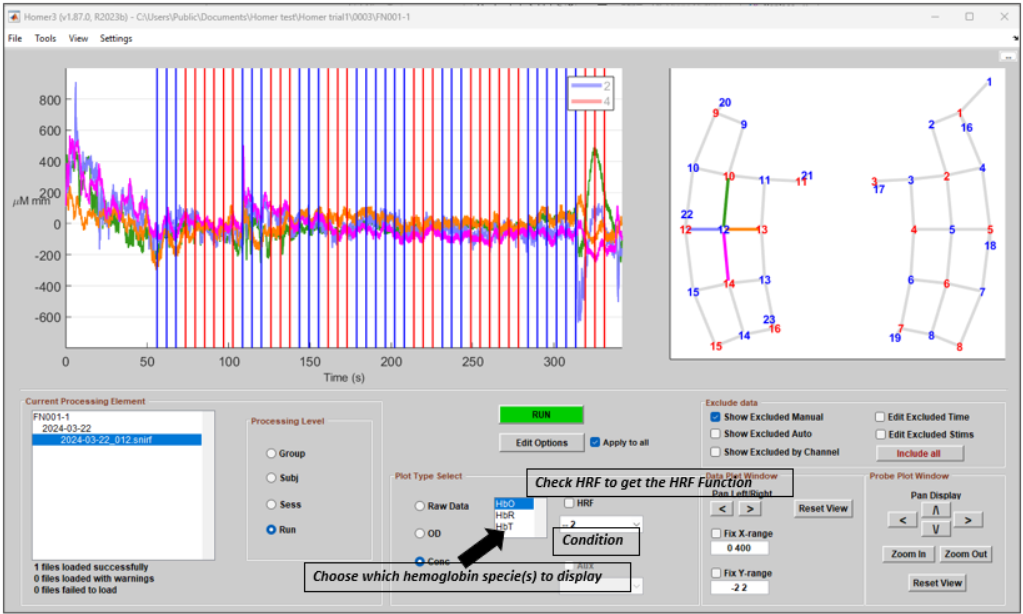 Homer3 (v1.87.0, R2023b) - C:\Users\Public\Documents\Homer test\Homer trial1\0003\FN001-1
File Tools View Settings
2
4
800
600
400
200
0
-200
-400
-600
μM mm
0 50 100 150 200 250 300
Time (s)
20
9
9
10
10
11
11
21
22
12
12
13
15
14
13
23
16
14
15
1
1
2
16
3
17
3
2
4
4
5
5
18
6
6
7
7
19
8
8
Current Processing Element
FN001-1
2024-03-22
2024-03-22_012.snirf
1 files loaded successfully
0 files loaded with warnings
0 files failed to load
Processing Level
Group
Subj
Sess
Run
RUN
Edit Options
Apply to all
Plot Type Select
Raw Data
OD
Conc
HbO
HbR
HbT
HRF
2
Aux
Check HRF to get the HRF Function
Condition
Choose which hemoglobin specie(s) to display
Exclude data
Show Excluded Manual
Show Excluded Auto
Show Excluded by Channel
Edit Excluded Time
Edit Excluded Stims
Include all
Data Plot Window
Pan Left/Right
< >
Reset View
Fix X-range
0 400
Fix Y-range
-2 2
Probe Plot Window
Pan Display
/\
< >
\/
Zoom In Zoom Out
Reset View